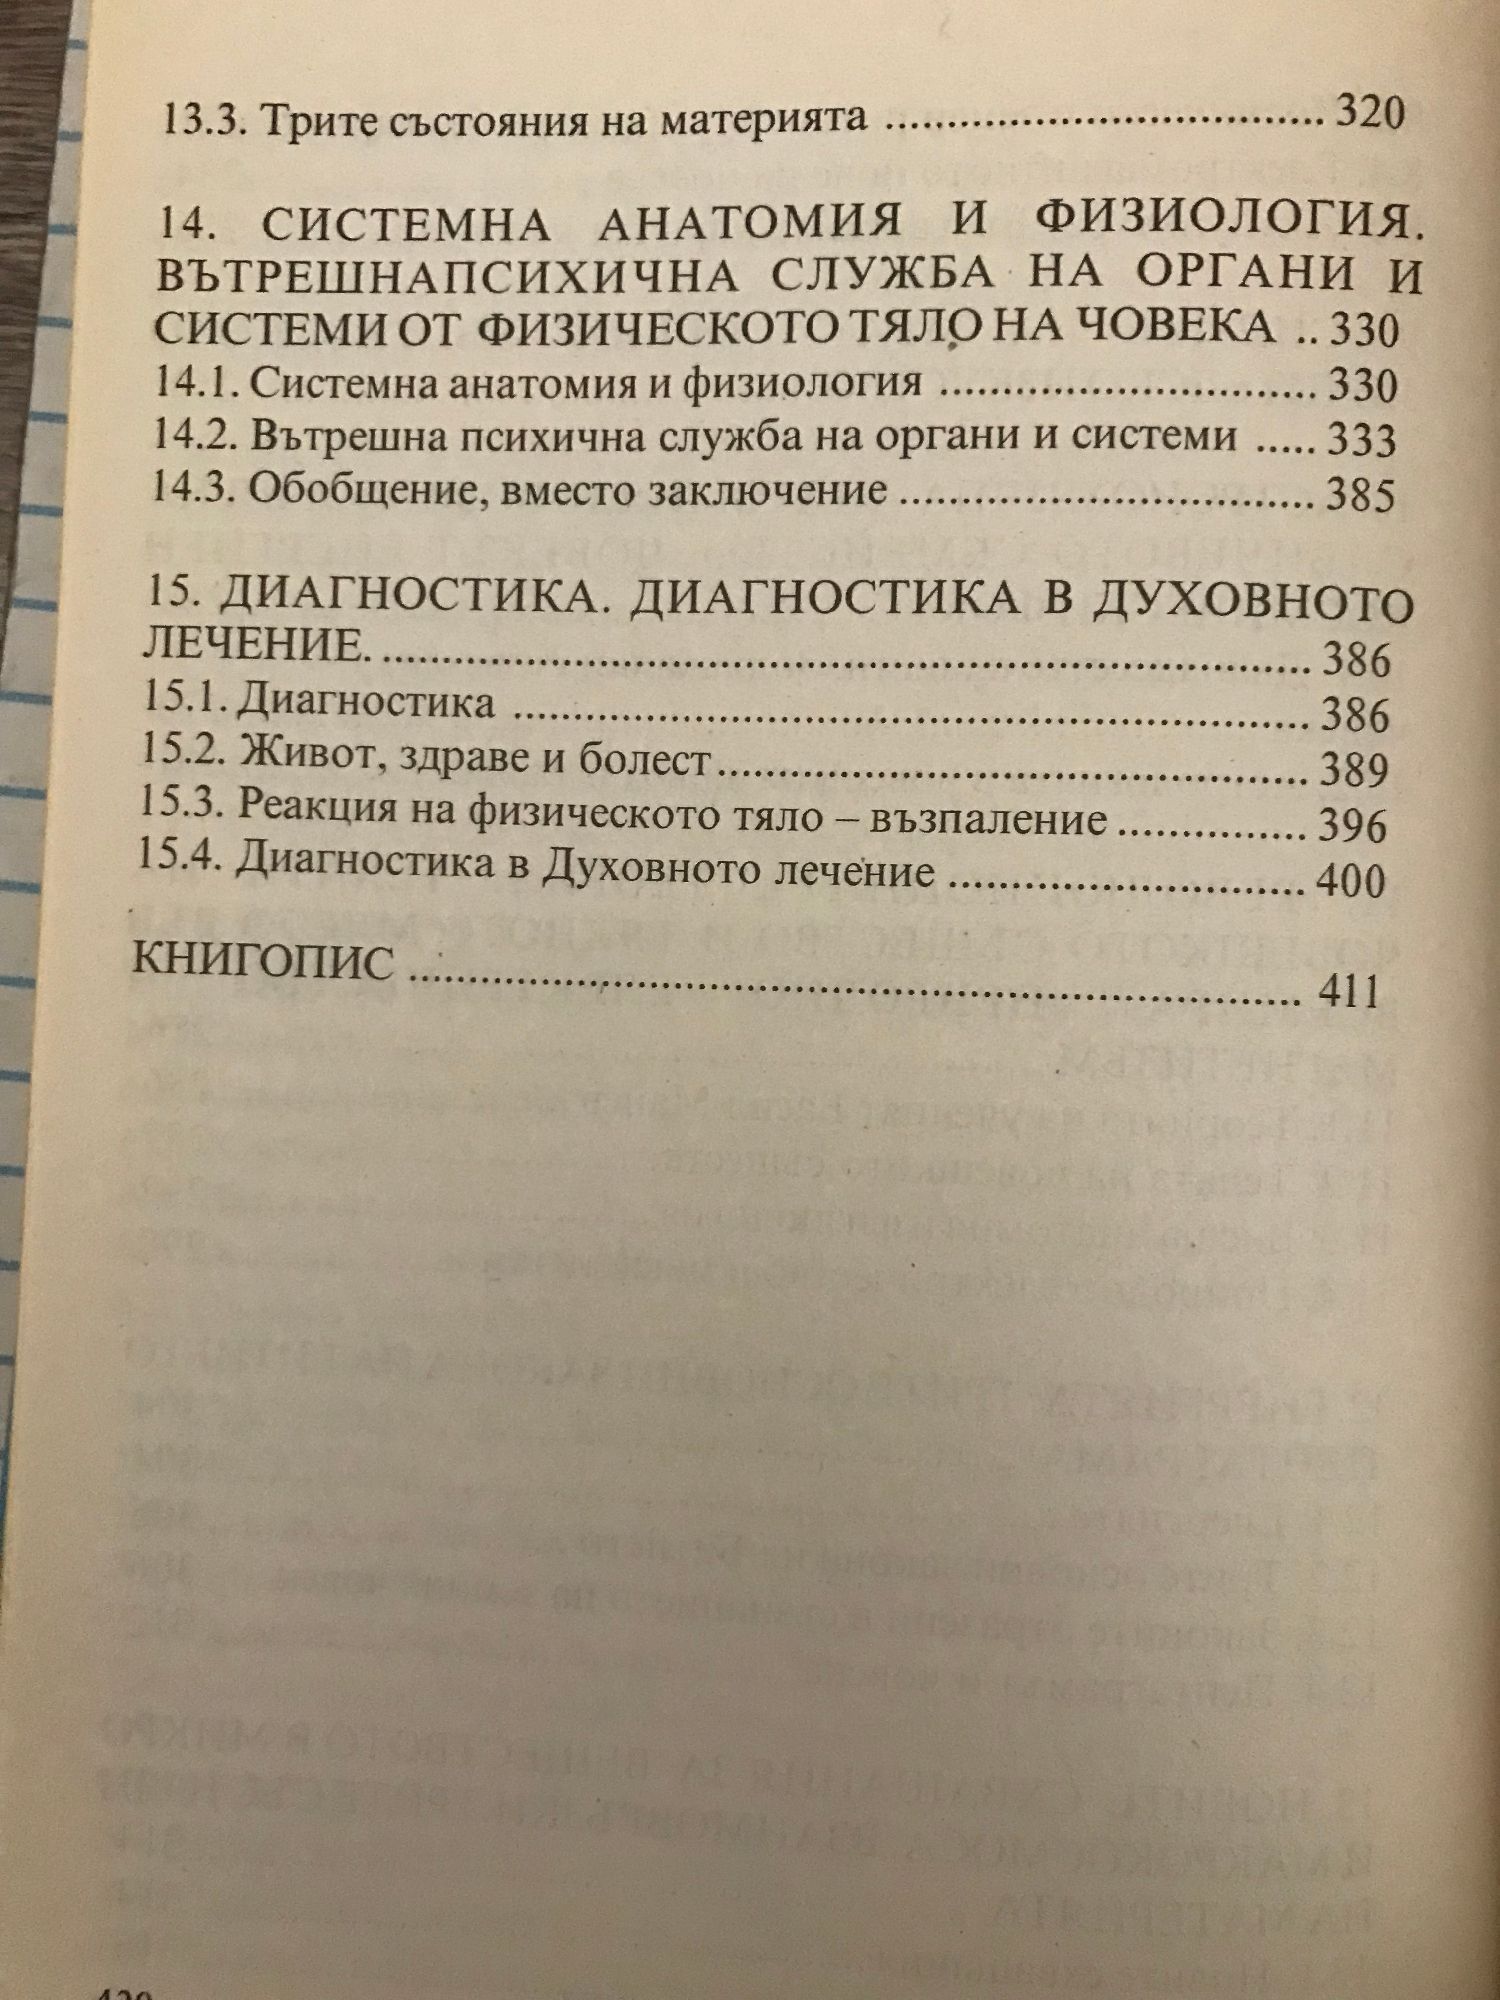 13.3. Трите състояния на материята .................................. 320
14. СИСТЕМНА АНАТОМИЯ И ФИЗИОЛОГИЯ.
ВЪТРЕШНАПСИХИЧНА СЛУЖБА НА ОРГАНИ И
СИСТЕМИ ОТ ФИЗИЧЕСКОТО ТЯЛО НА ЧОВЕКА .. 330
14.1. Системна анатомия и физиология ............................. 330
14.2. Вътрешна психична служба на органи и системи ..... 333
14.3. Обобщение, вместо заключение ................................ 385
15. ДИАГНОСТИКА. ДИАГНОСТИКА В ДУХОВНОТО
ЛЕЧЕНИЕ. ........................................................................ 386
15.1. Диагностика .............................................................. 386
15.2. Живот, здраве и болест .............................................. 389
15.3. Реакция на физическото тяло – възпаление ............... 396
15.4. Диагностика в Духовното лечение ............................ 400
КНИГОПИС ..................................................................... 411